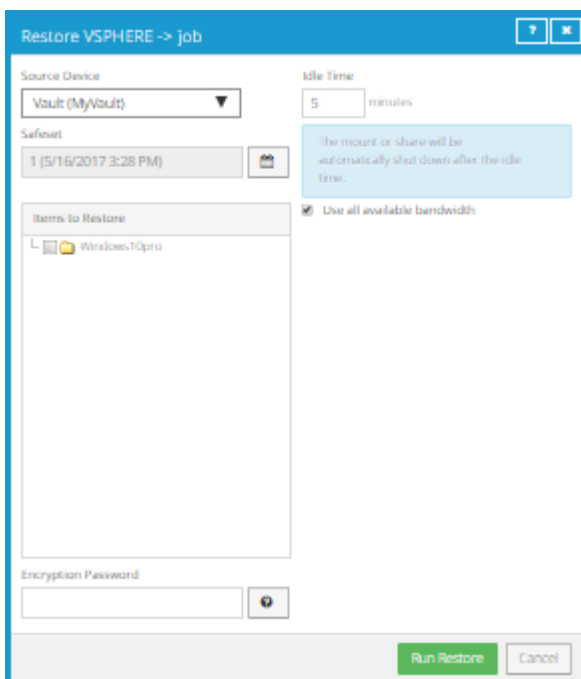 Restore VSPHERE -> job
? ×
Source Device
Vault (MyVault) ▼
Safeset
1 (5/16/2017 3:28 PM)
Items to Restore
Windows10pro
Encryption Password
?
Idle Time
5 minutes
The mount or share will be
automatically shut down after the idle
time.
Use all available bandwidth
Run Restore Cancel